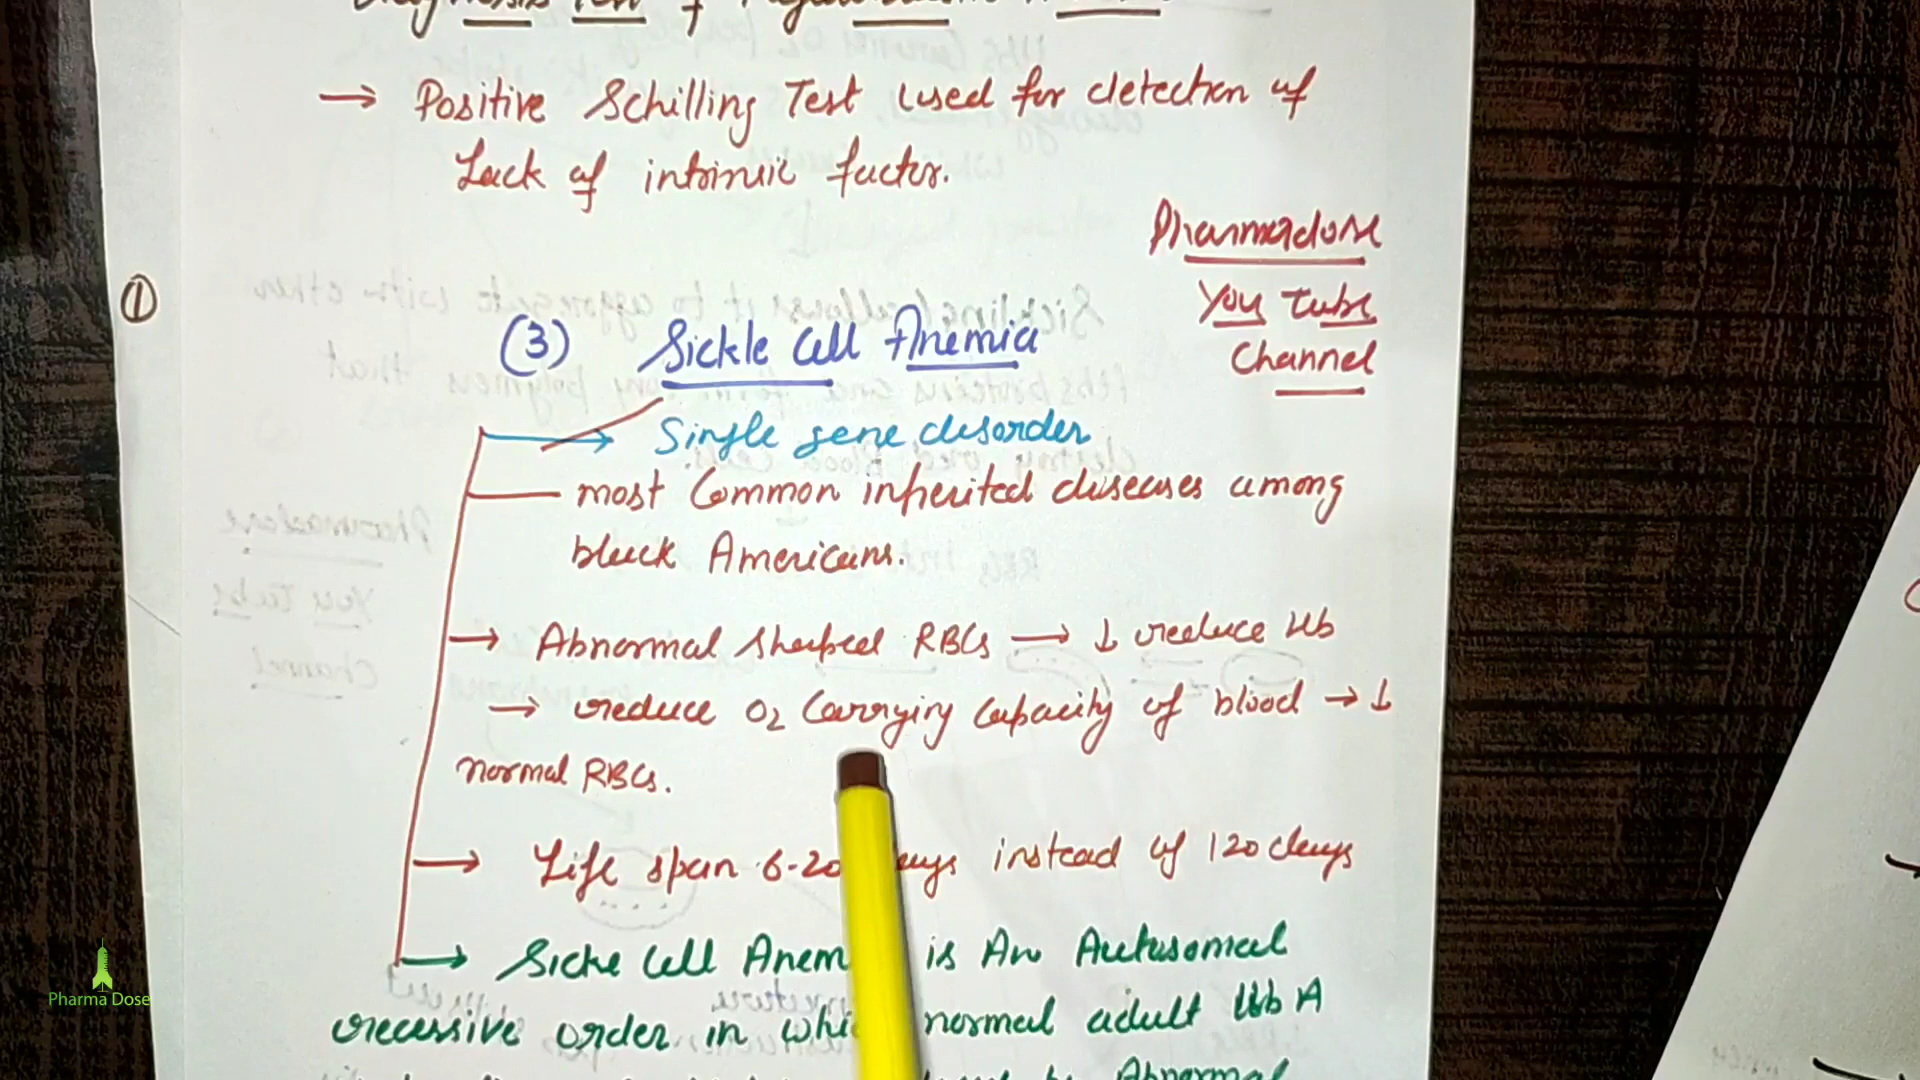 → Positive Schilling Test used for detection of
Lack of intrinsic factor.
Pharmadose
You Tube
Channel
①
(3) Sickle Cell Anemia
→ Single gene disorder
most Common inherited diseases among
black Americans.
→ Abnormal shaped RBCs → ↓ reduce Hb
→ reduce O2 Carrying Capacity of blood → ↓
normal RBCs.
→ Life span 6-20 days instead of 120 days
→ Sicke Cell Anem is An Autosomal
recessive order in whi normal adult Hb A
Abnormal
Pharma Dose